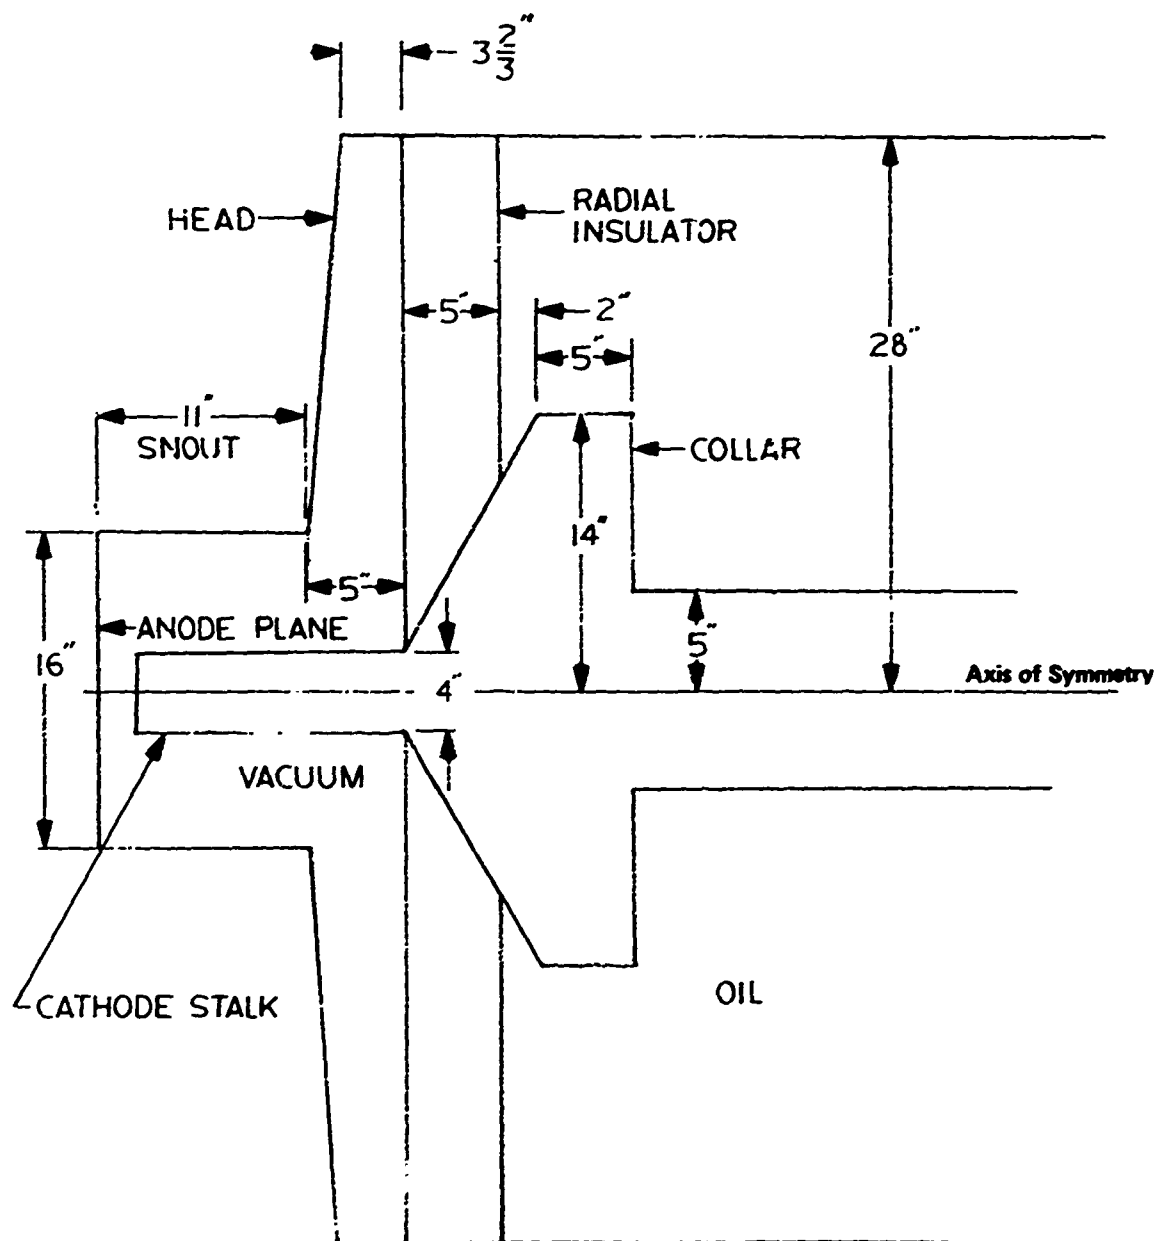 3 2/3"
HEAD
RADIAL
INSULATOR
5"
2"
5"
28"
11"
SNOUT
COLLAR
14"
5"
ANODE PLANE
5"
16"
4"
Axis of Symmetry
VACUUM
CATHODE STALK
OIL